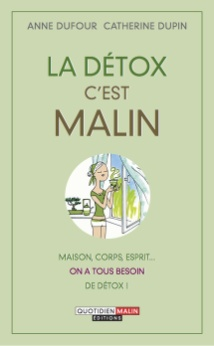 ANNE DUFOUR CATHERINE DUPIN
LA DÉTOX
C'EST
MALIN
MAISON, CORPS, ESPRIT...
ON A TOUS BESOIN
DE DÉTOX !
QUOTIDIEN MALIN
ÉDITIONS